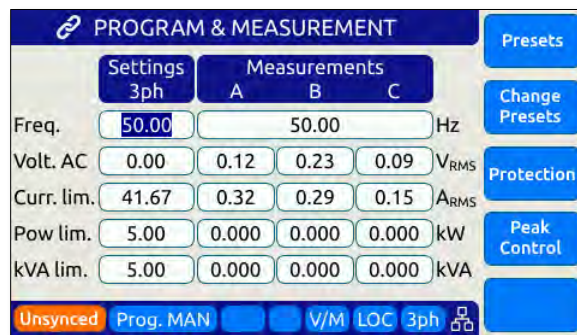 PROGRAM & MEASUREMENT
Presets
Settings Measurements
3ph A B C
Change
Presets
Freq. 50.00 50.00 Hz
Volt. AC 0.00 0.12 0.23 0.09 VRMS
Protection
Curr. lim. 41.67 0.32 0.29 0.15 ARMS
Pow lim. 5.00 0.000 0.000 0.000 kW
Peak
Control
kVA lim. 5.00 0.000 0.000 0.000 kVA
Unsynced Prog. MAN V/M LOC 3ph